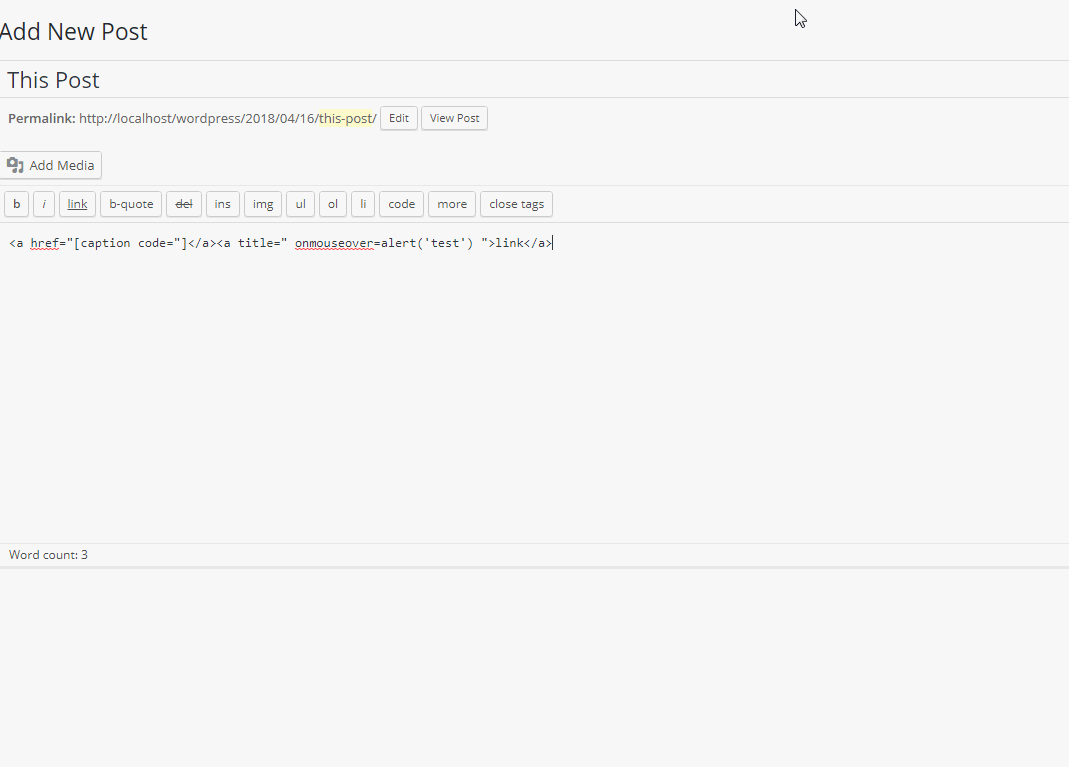 Add New Post
This Post
Permalink: http://localhost/wordpress/2018/04/16/this-post/ Edit View Post
Add Media
b i link b-quote del ins img ul ol li code more close tags
<a href="[caption code="]</a><a title=" onmouseover=alert('test') ">link</a>
Word count: 3